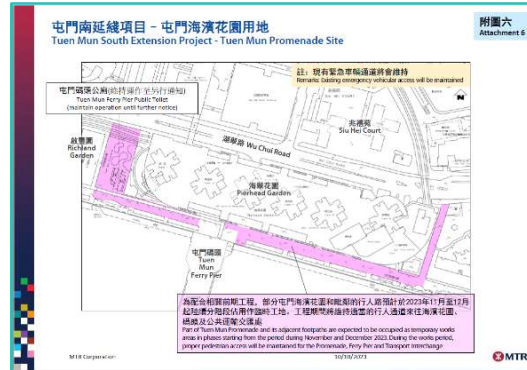 屯門南延綫項目 – 屯門海濱花園用地
Tuen Mun South Extension Project - Tuen Mun Promenade Site
附圖六
Attachment 6
註：現有緊急車輛通道將會維持
Remarks: Existing emergency vehicular access will be maintained
屯門碼頭公廁(維持運作至另行通知)
Tuen Mun Ferry Pier Public Toilet
(maintain operation until further notice)
N
兆禧苑
Siu Hei Court
啟豐園
Richland
Garden
湖翠路 Wu Chui Road
海翠花園
Pierhead Garden
屯門碼頭
Tuen
Mun
Ferry Pier
為配合相關前期工程，部分屯門海濱花園和毗鄰的行人路預計於2023年11月至12月
起陸續分階段佔用作臨時工地，工程期間將維持適當的行人通道來往海濱花園、
碼頭及公共運輸交匯處
Part of Tuen Mun Promenade and its adjacent footpaths are expected to be occupied as temporary works
areas in phases starting from the period during November and December 2023. During the works period,
proper pedestrian access will be maintained for the Promenade, Ferry Pier and Transport Interchange
MTR Corporation
10/10/2023
MTR